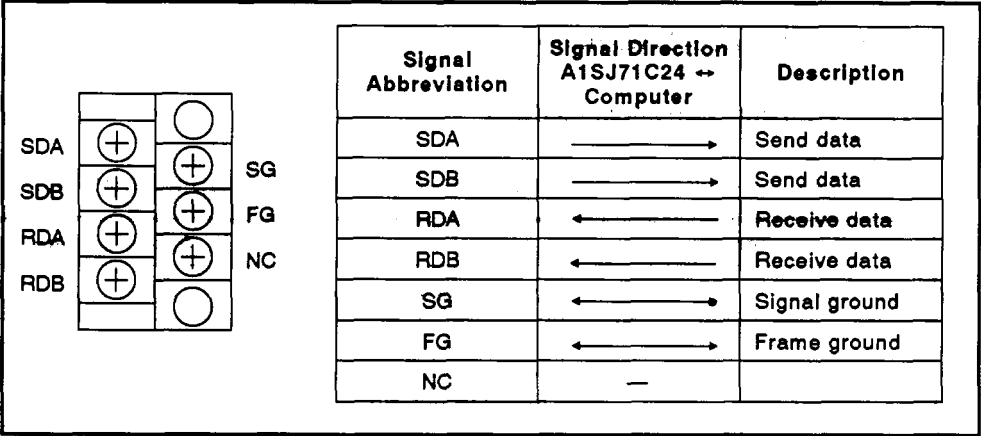 SDA
SDB
RDA
RDB
SG
FG
NC
Signal Abbreviation
Signal Direction A1SJ71C24 ↔ Computer
Description
SDA → Send data
SDB → Send data
RDA ← Receive data
RDB ← Receive data
SG ↔ Signal ground
FG ↔ Frame ground
NC —